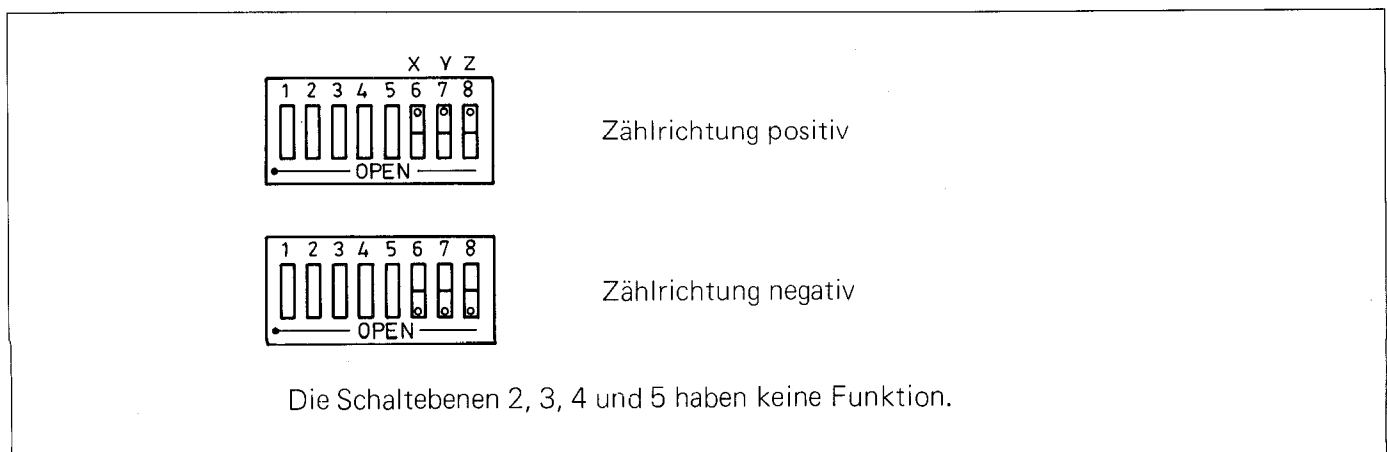 X Y Z
1 2 3 4 5 6 7 8
OPEN
Zählrichtung positiv
1 2 3 4 5 6 7 8
OPEN
Zählrichtung negativ
Die Schaltebenen 2, 3, 4 und 5 haben keine Funktion.